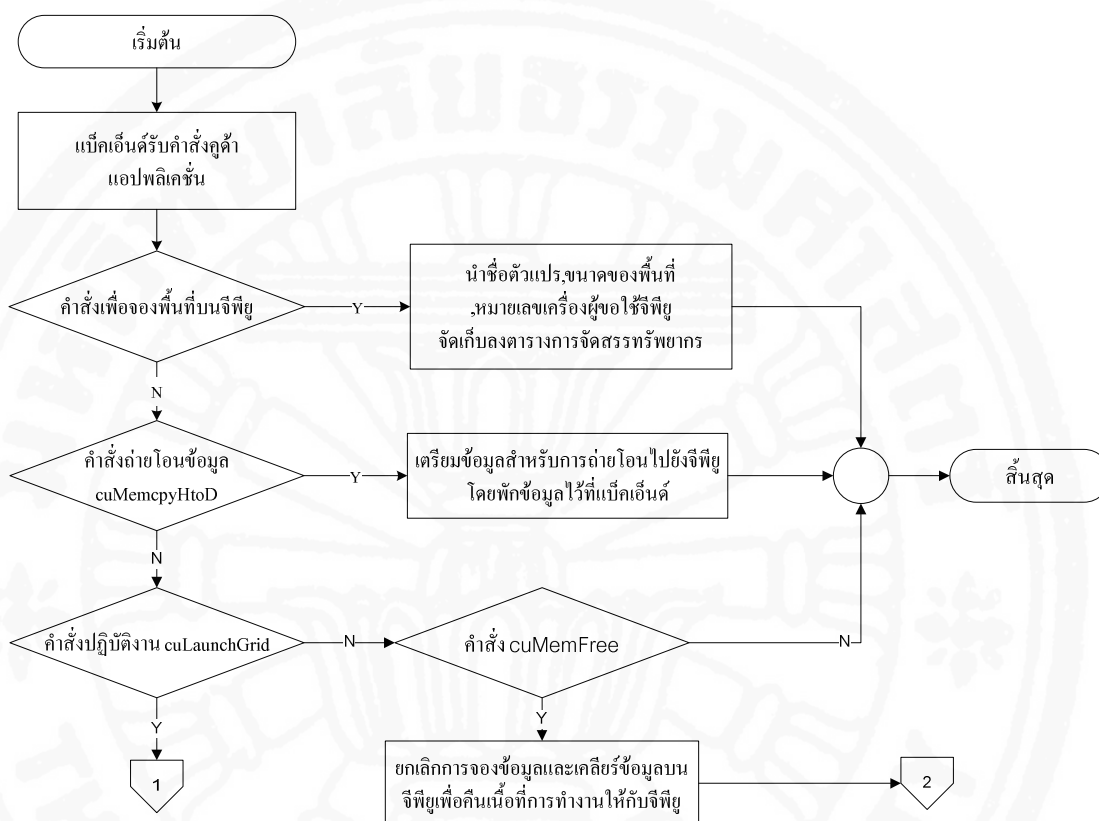 เริ่มต้น
แบ็คเอ็นด์รับคำสั่งคูด้า
แอปพลิเคชั่น
คำสั่งเพื่อจองพื้นที่บนจีพียู
Y
นำชื่อตัวแปร,ขนาดของพื้นที่
,หมายเลขเครื่องผู้ขอใช้จีพียู
จัดเก็บลงตารางการจัดสรรทรัพยากร
N
คำสั่งถ่ายโอนข้อมูล
cuMemcpyHtoD
Y
เตรียมข้อมูลสำหรับการถ่ายโอนไปยังจีพียู
โดยพักข้อมูลไว้ที่แบ็คเอ็นด์
สิ้นสุด
N
คำสั่งปฏิบัติงาน cuLaunchGrid
N
คำสั่ง cuMemFree
N
Y
Y
1
ยกเลิกการจองข้อมูลและเคลียร์ข้อมูลบน
จีพียูเพื่อคืนเนื้อที่การทำงานให้กับจีพียู
2